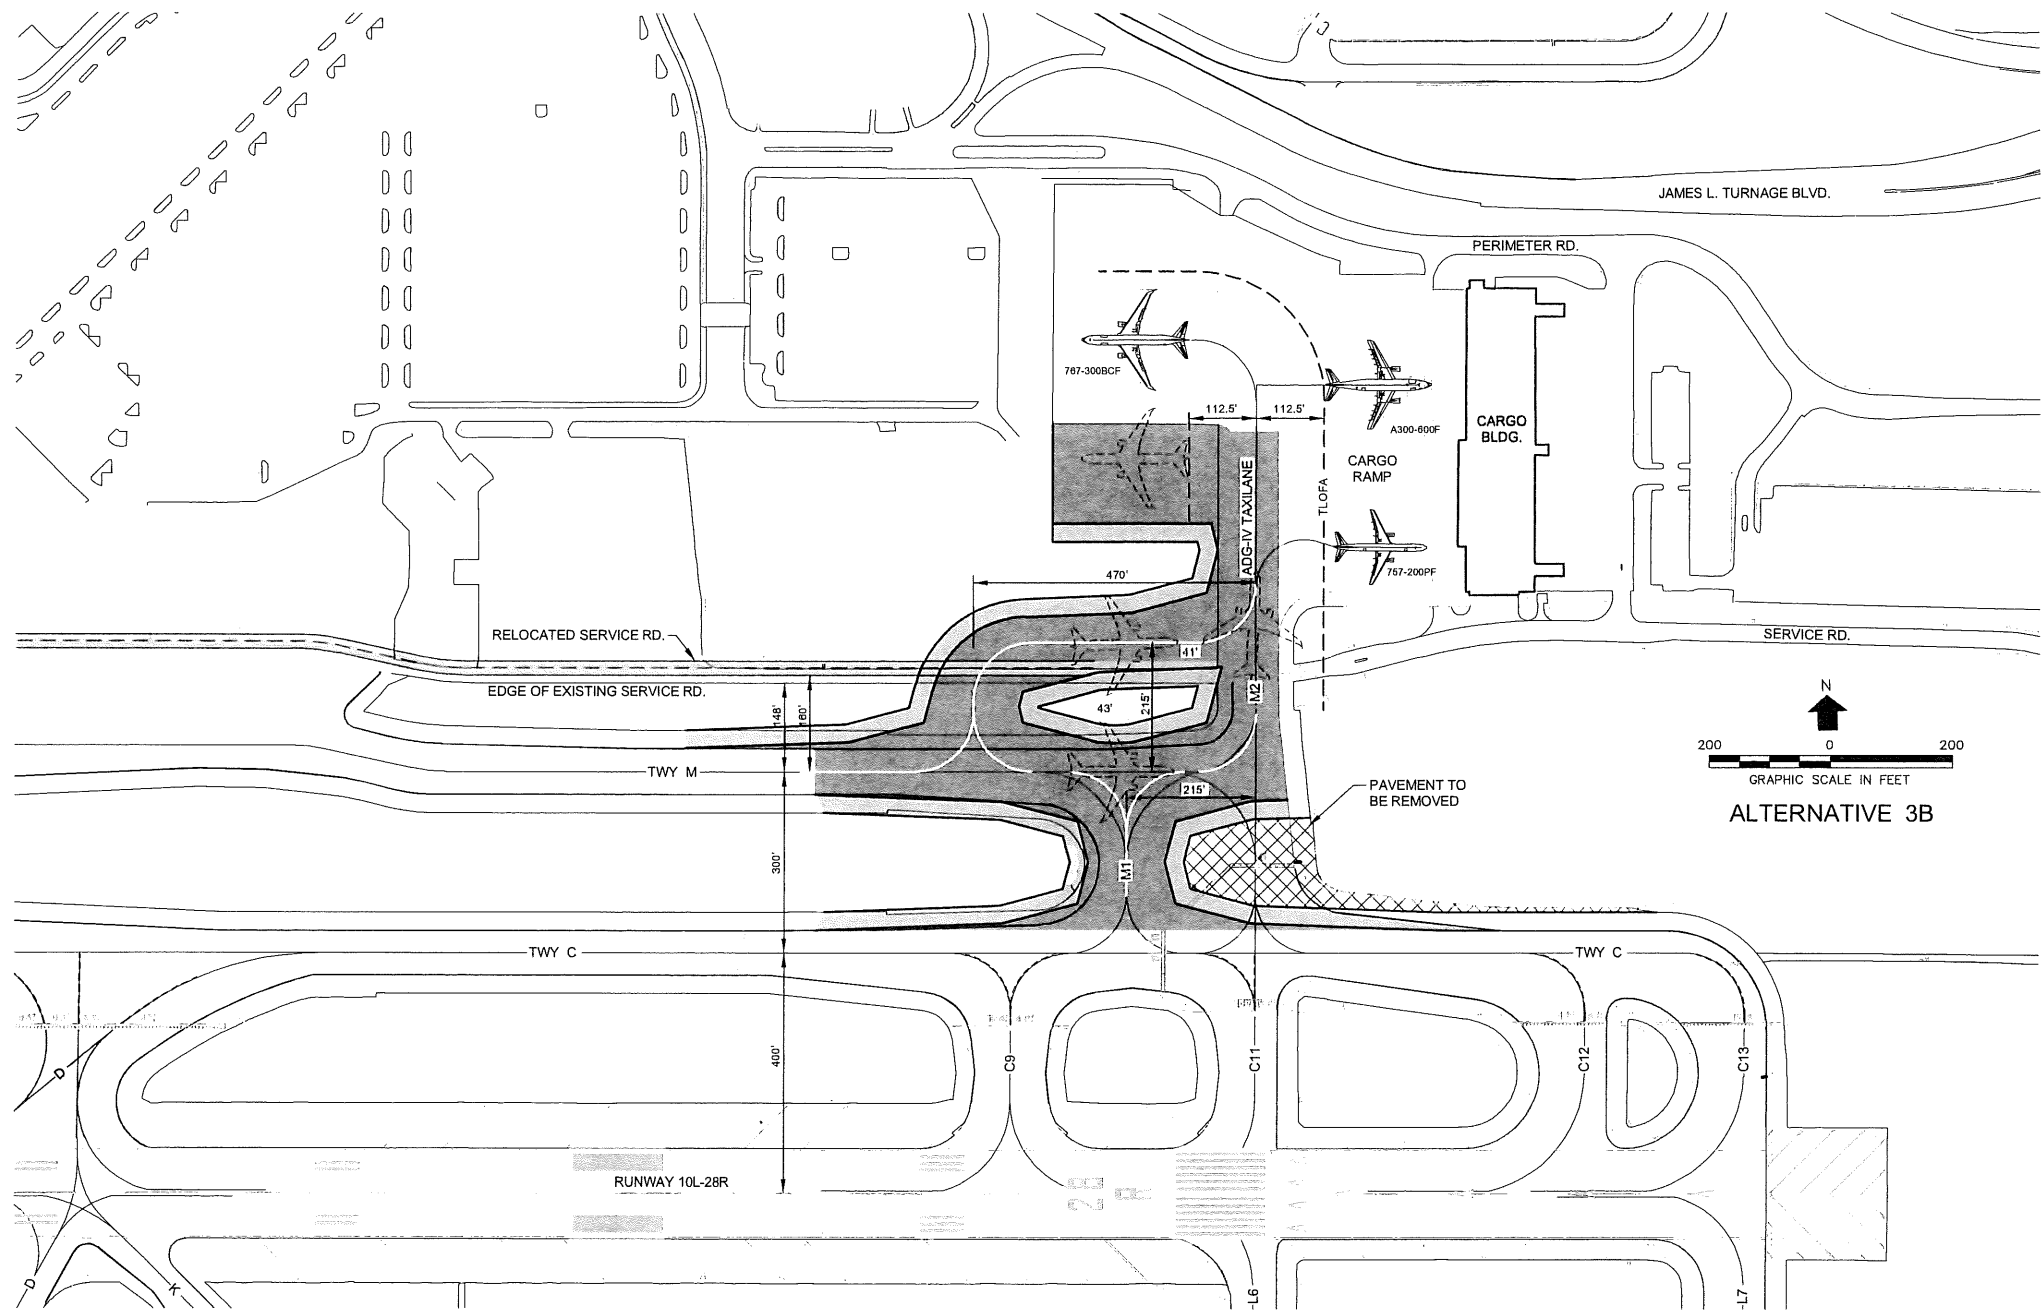 JAMES L. TURNAGE BLVD.
PERIMETER RD.
767-300BCF
112.5'
112.5'
A300-600F
CARGO
BLDG.
CARGO
RAMP
ADG-IV TAXILANE
TLOFA
757-200PF
470'
RELOCATED SERVICE RD.
SERVICE RD.
41'
EDGE OF EXISTING SERVICE RD.
M2
43'
215'
148'
160'
N
200
0
200
GRAPHIC SCALE IN FEET
ALTERNATIVE 3B
TWY M
215'
PAVEMENT TO
BE REMOVED
300'
M1
TWY C
TWY C
400'
C9
C11
C12
C13
D
RUNWAY 10L-28R
28
R
D
K
L6
L7